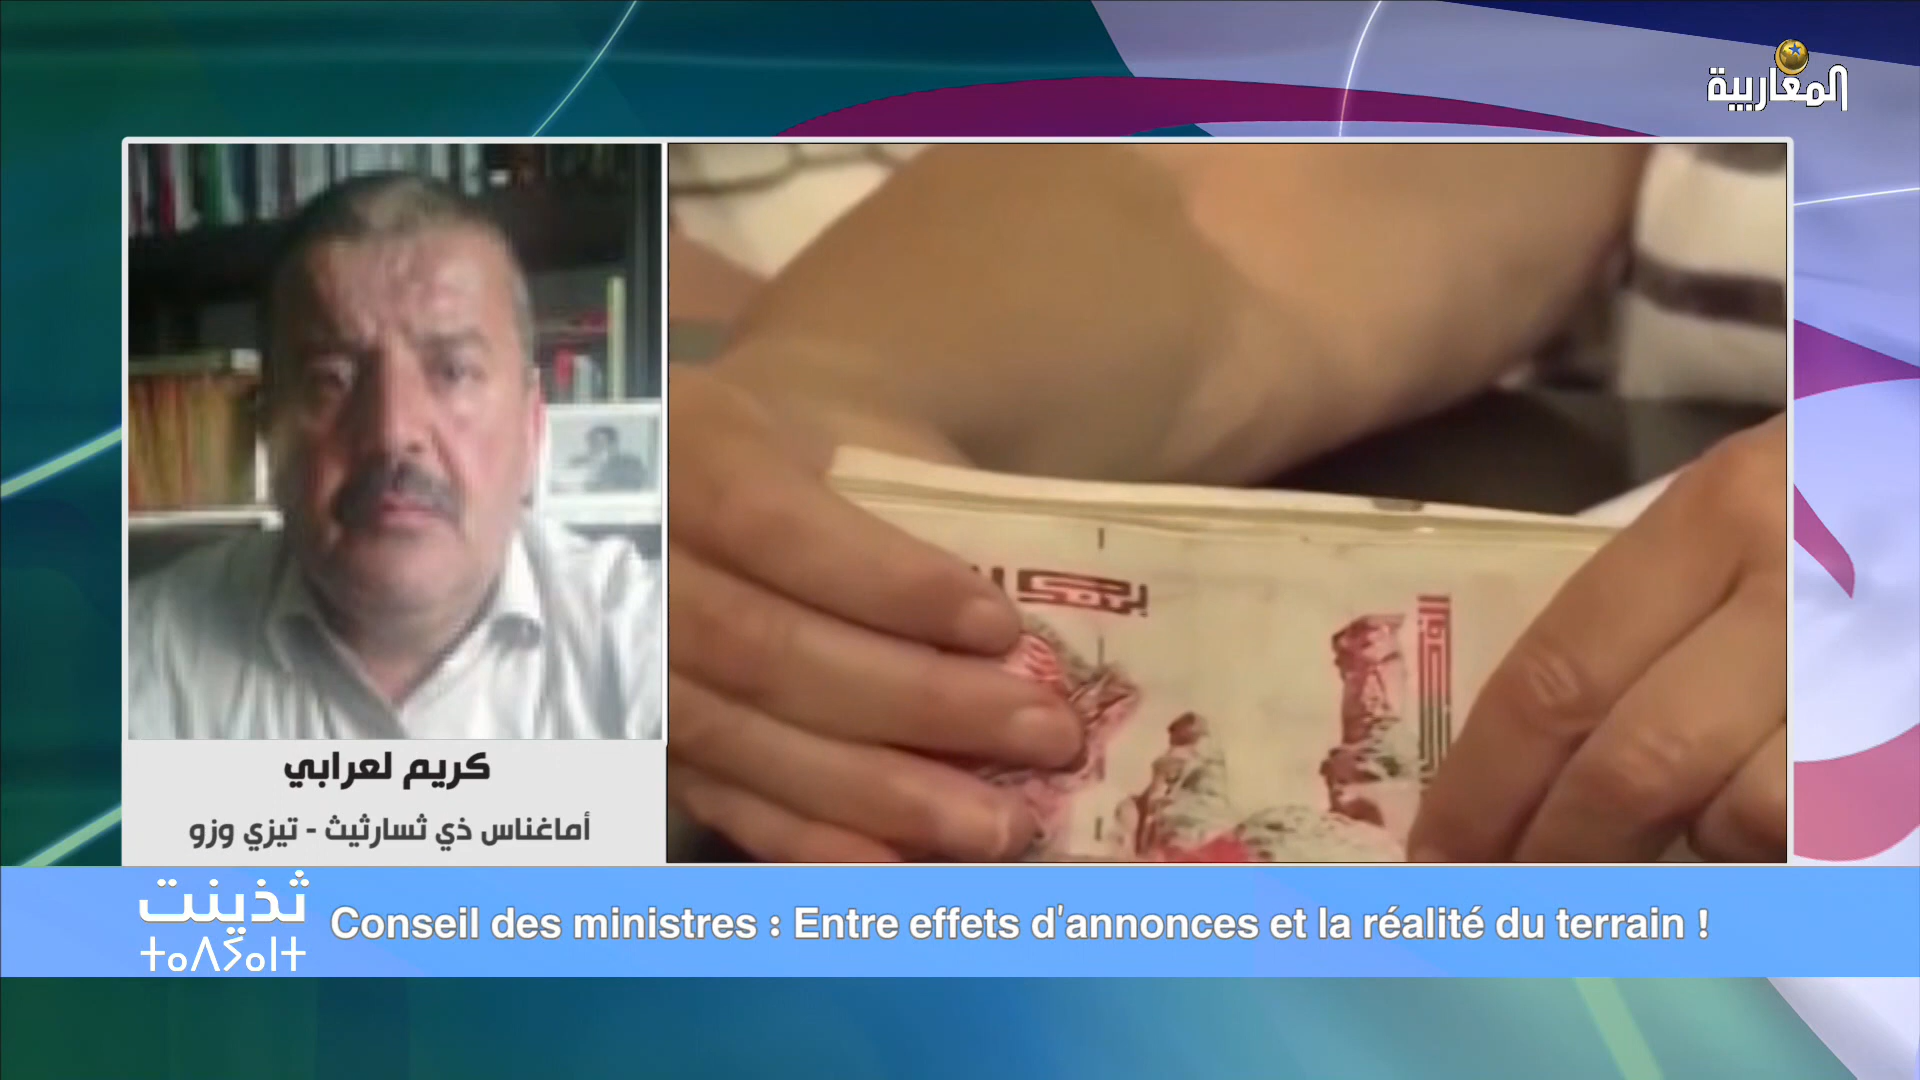 المغاربية
كريم لعرابي
أماغناس ذي ثسارثيث - تيزي وزو
ثذينت
ⵜⴰⴷⵢⴰⵏⵜ
Conseil des ministres : Entre effets d'annonces et la réalité du terrain !